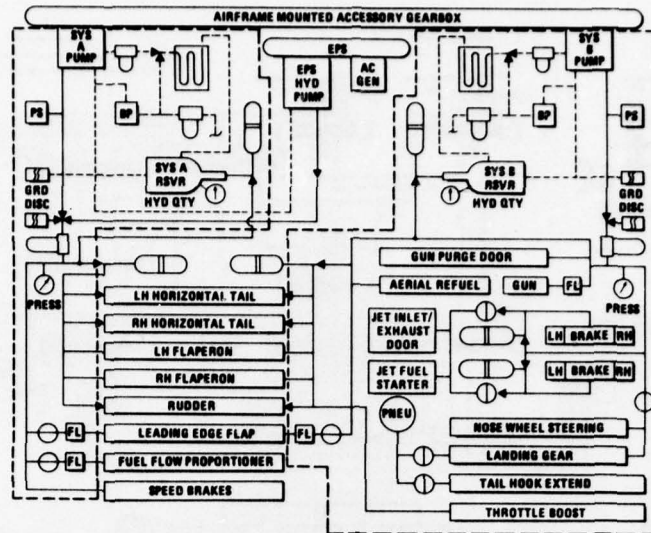 AIRFRAME MOUNTED ACCESSORY GEARBOX
SYS A PUMP
EPS
SYS B PUMP
EPS HYD PUMP
AC GEN
PS
BP
BP
PS
SYS A RSVR
SYS B RSVR
GRD DISC
HYD QTY
HYD QTY
GRD DISC
PRESS
GUN PURGE DOOR
AERIAL REFUEL
GUN
FL
PRESS
LH HORIZONTAL TAIL
RH HORIZONTAL TAIL
LH FLAPERON
RH FLAPERON
RUDDER
FL
LEADING EDGE FLAP
FL
FL
FUEL FLOW PROPORTIONER
SPEED BRAKES
JET INLET/ EXHAUST DOOR
LH BRAKE RH
JET FUEL STARTER
LH BRAKE RH
PNEU
NOSE WHEEL STEERING
LANDING GEAR
TAIL HOOK EXTEND
THROTTLE BOOST